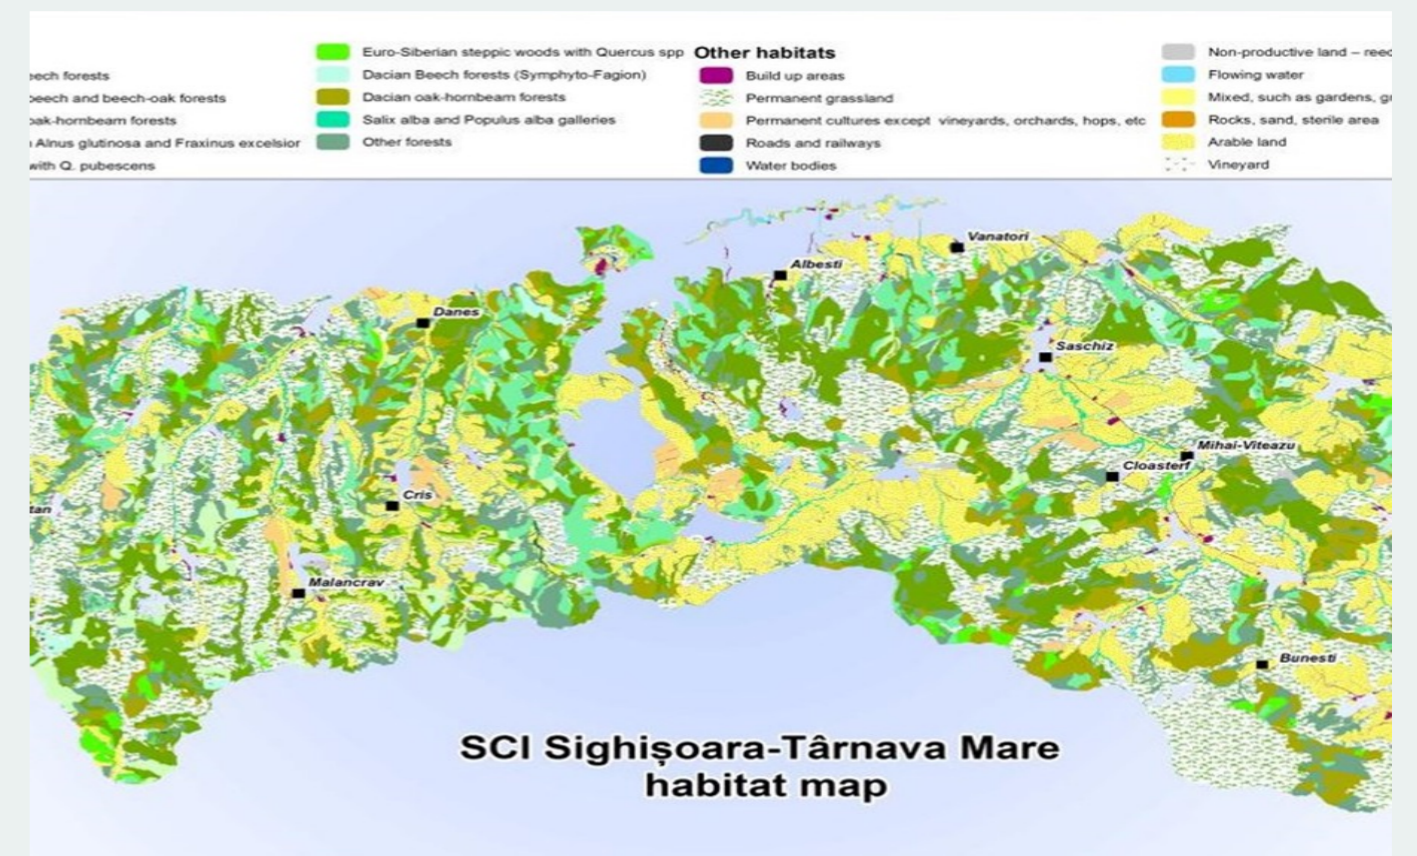 eech forests
beech and beech-oak forests
oak-hornbeam forests
Alnus glutinosa and Fraxinus excelsior
with Q. pubescens
Euro-Siberian steppic woods with Quercus spp
Dacian Beech forests (Symphyto-Fagion)
Dacian oak-hornbeam forests
Salix alba and Populus alba galleries
Other forests
Other habitats
Build up areas
Permanent grassland
Permanent cultures except vineyards, orchards, hops, etc
Roads and railways
Water bodies
Non-productive land – reed
Flowing water
Mixed, such as gardens, gr
Rocks, sand, sterile area
Arable land
Vineyard
Vanatori
Albesti
Danes
Saschiz
Mihai-Viteazu
Cloasterf
Cris
tan
Malancrav
Bunesti
SCI Sighișoara-Târnava Mare
habitat map